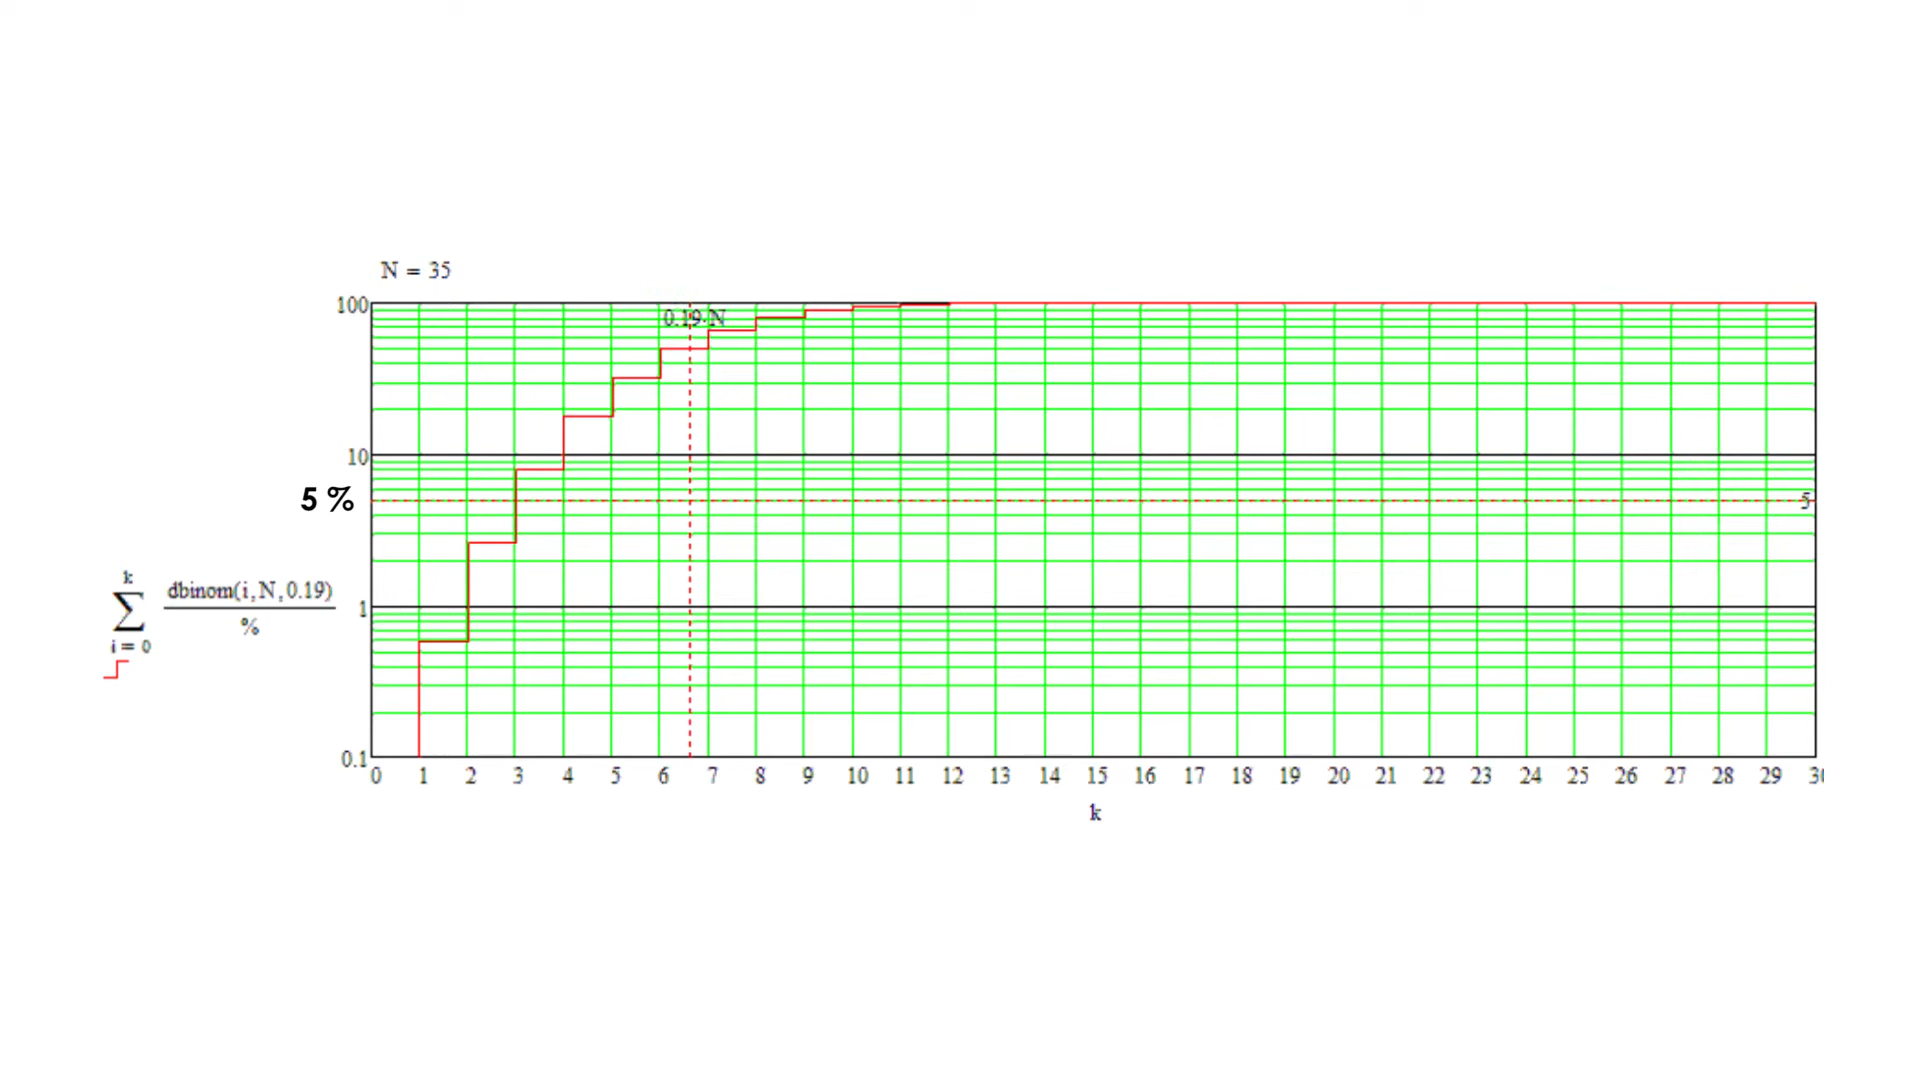 N = 35
100
0.19·N
10
5 %
5
k
∑
dbinom(i,N,0.19)
%
i = 0
1
0.1
0 1 2 3 4 5 6 7 8 9 10 11 12 13 14 15 16 17 18 19 20 21 22 23 24 25 26 27 28 29
k